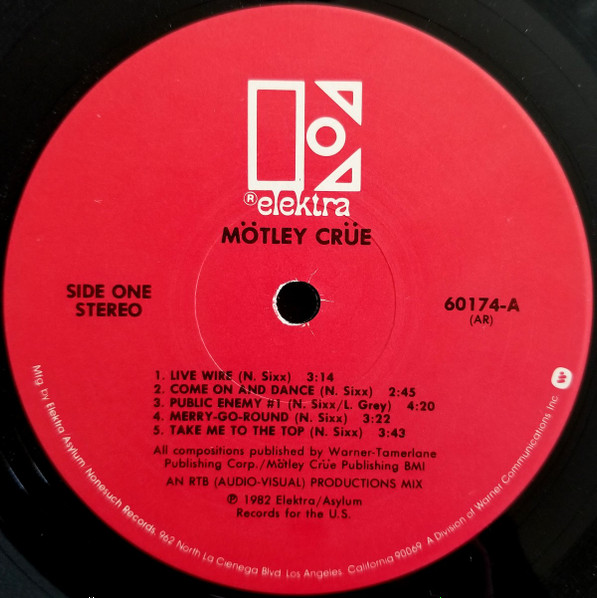 ® elektra
MÖTLEY CRÜE
SIDE ONE
STEREO
60174-A
(AR)
1. LIVE WIRE (N. Sixx) 3:14
2. COME ON AND DANCE (N. Sixx) 2:45
3. PUBLIC ENEMY #1 (N. Sixx/L. Grey) 4:20
4. MERRY-GO-ROUND (N. Sixx) 3:22
5. TAKE ME TO THE TOP (N. Sixx) 3:43
All compositions published by Warner-Tamerlane
Publishing Corp./Mötley Crüe Publishing BMI
AN RTB (AUDIO-VISUAL) PRODUCTIONS MIX
℗ 1982 Elektra/Asylum
Records for the U.S.
Mfg by Elektra Asylum Nonesuch Records, 962 North La Cienega Blvd Los Angeles, California 90069 A Division of Warner Communications Inc